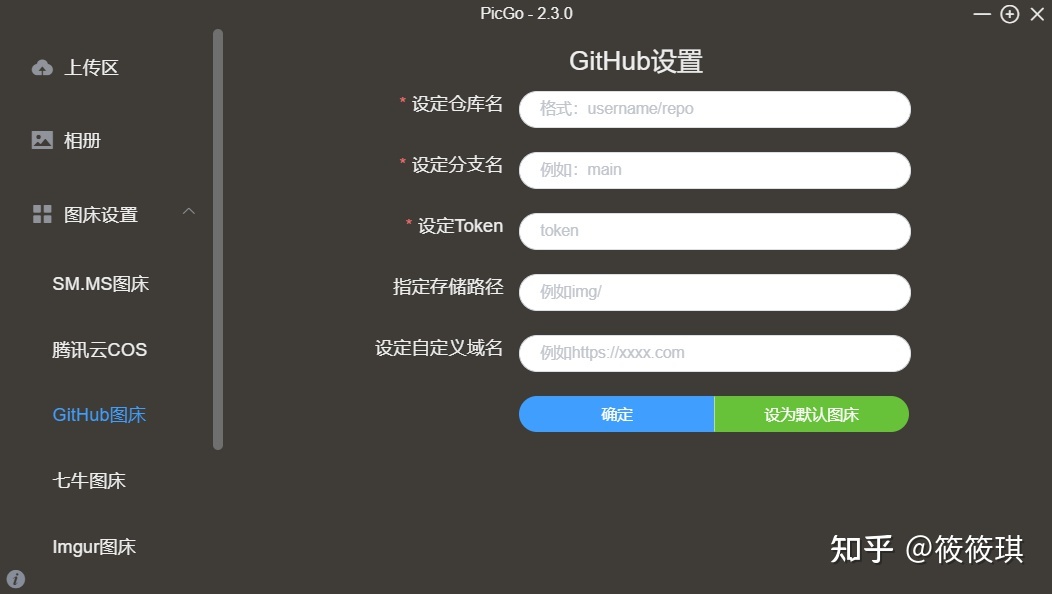 PicGo - 2.3.0
上传区
相册
图床设置
SM.MS图床
腾讯云COS
GitHub图床
七牛图床
Imgur图床
GitHub设置
* 设定仓库名
格式：username/repo
* 设定分支名
例如：main
* 设定Token
token
指定存储路径
例如img/
设定自定义域名
例如https://xxxx.com
确定
设为默认图床
知乎 @筱筱琪